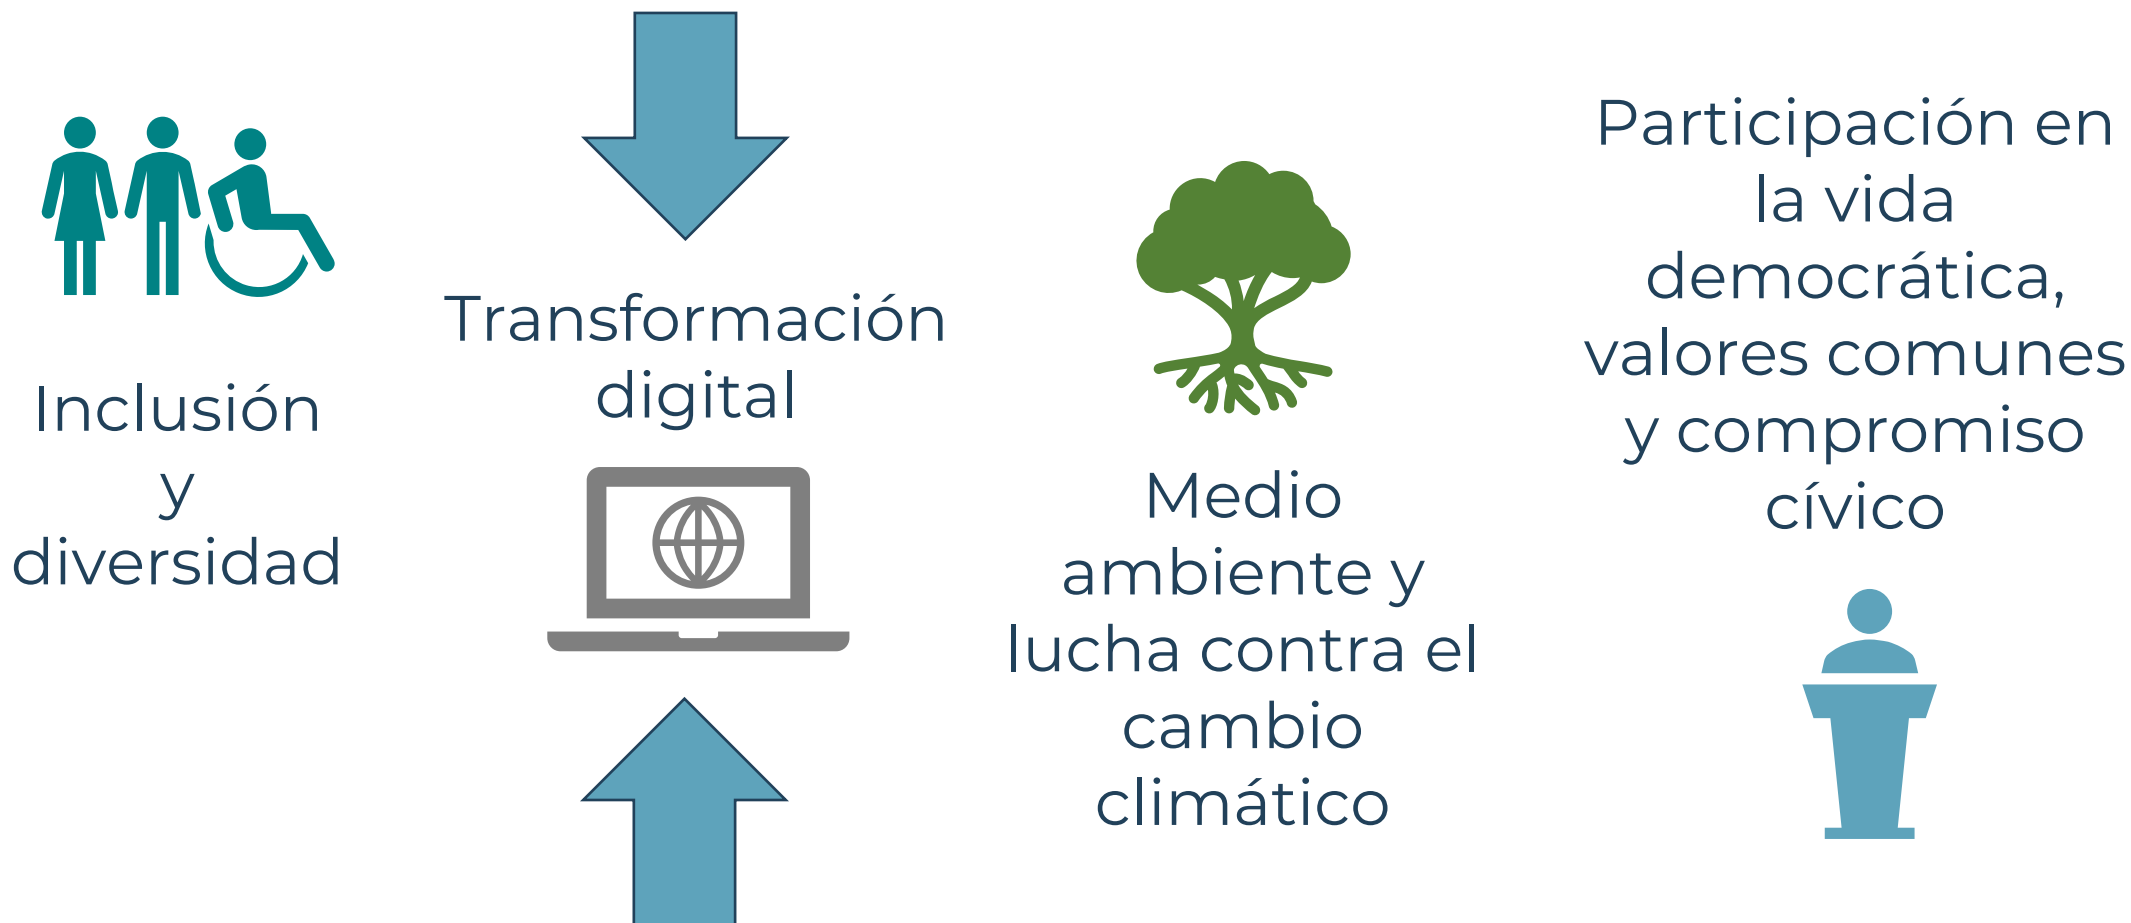 Inclusión
y
diversidad
Transformación
digital
Medio
ambiente y
lucha contra el
cambio
climático
Participación en
la vida
democrática,
valores comunes
y compromiso
cívico